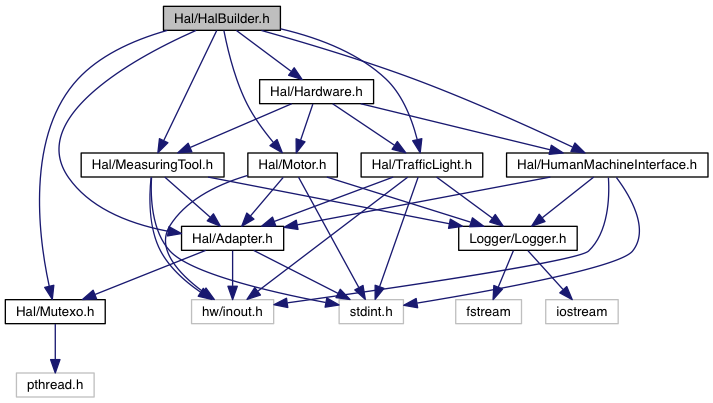 Hal/HalBuilder.h
Hal/Hardware.h
Hal/MeasuringTool.h
Hal/Motor.h
Hal/TrafficLight.h
Hal/HumanMachineInterface.h
Hal/Adapter.h
Logger/Logger.h
Hal/Mutexo.h
hw/inout.h
stdint.h
fstream
iostream
pthread.h